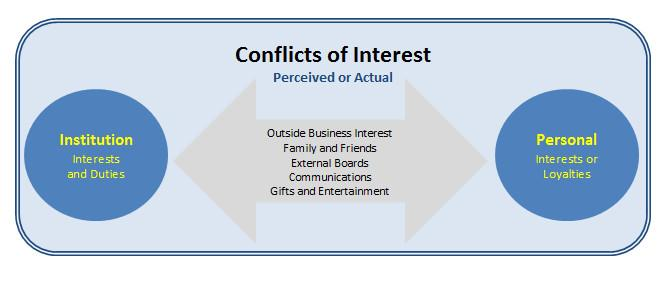 Conflicts of Interest
Perceived or Actual
Institution
Interests
and Duties
Outside Business Interest
Family and Friends
External Boards
Communications
Gifts and Entertainment
Personal
Interests or
Loyalties